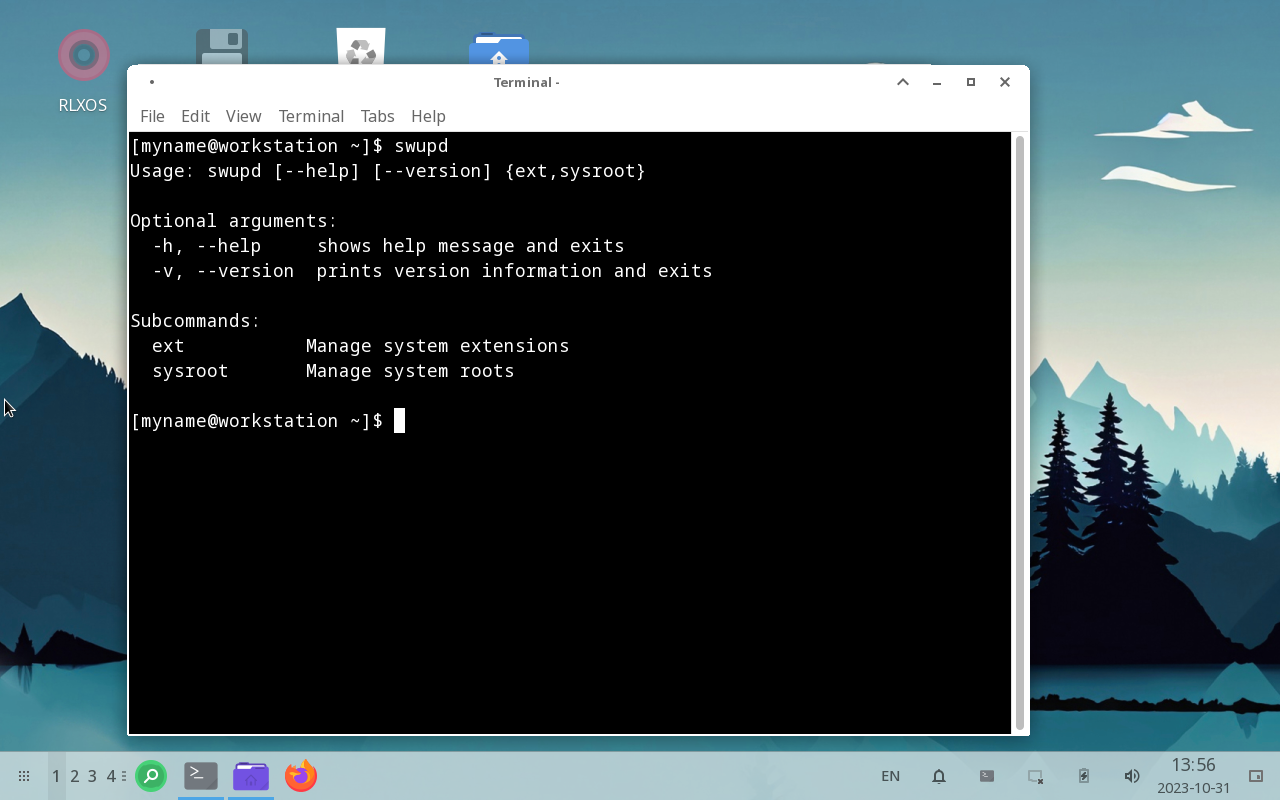 RLXOS
Terminal -
File Edit View Terminal Tabs Help
[myname@workstation ~]$ swupd
Usage: swupd [--help] [--version] {ext,sysroot}
Optional arguments:
-h, --help shows help message and exits
-v, --version prints version information and exits
Subcommands:
ext Manage system extensions
sysroot Manage system roots
[myname@workstation ~]$
1 2 3 4
EN
13:56
2023-10-31